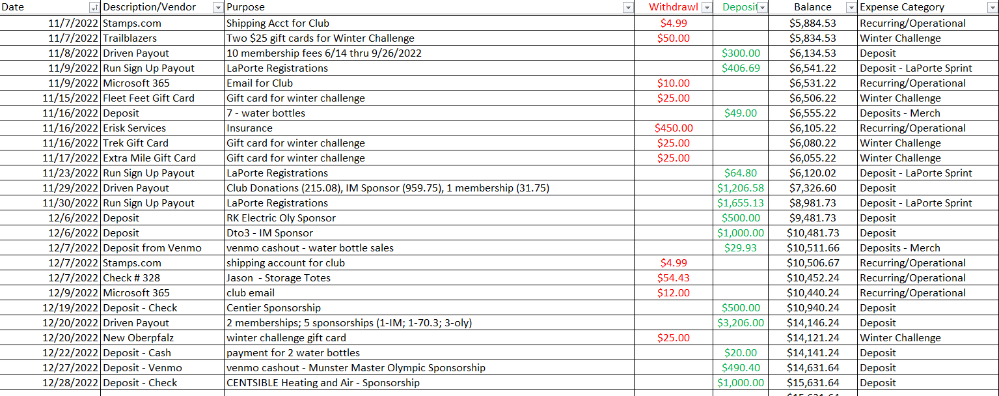 Date Description/Vendor Purpose Withdrawl Deposit Balance Expense Category
11/7/2022 Stamps.com Shipping Acct for Club $4.99 $5,884.53 Recurring/Operational
11/7/2022 Trailblazers Two $25 gift cards for Winter Challenge $50.00 $5,834.53 Winter Challenge
11/8/2022 Driven Payout 10 membership fees 6/14 thru 9/26/2022 $300.00 $6,134.53 Deposit
11/9/2022 Run Sign Up Payout LaPorte Registrations $406.69 $6,541.22 Deposit - LaPorte Sprint
11/9/2022 Microsoft 365 Email for Club $10.00 $6,531.22 Recurring/Operational
11/15/2022 Fleet Feet Gift Card Gift card for winter challenge $25.00 $6,506.22 Winter Challenge
11/16/2022 Deposit 7 - water bottles $49.00 $6,555.22 Deposits - Merch
11/16/2022 Erisk Services Insurance $450.00 $6,105.22 Recurring/Operational
11/16/2022 Trek Gift Card Gift card for winter challenge $25.00 $6,080.22 Winter Challenge
11/17/2022 Extra Mile Gift Card Gift card for winter challenge $25.00 $6,055.22 Winter Challenge
11/23/2022 Run Sign Up Payout LaPorte Registrations $64.80 $6,120.02 Deposit - LaPorte Sprint
11/29/2022 Driven Payout Club Donations (215.08), IM Sponsor (959.75), 1 membership (31.75) $1,206.58 $7,326.60 Deposit
11/30/2022 Run Sign Up Payout LaPorte Registrations $1,655.13 $8,981.73 Deposit - LaPorte Sprint
12/6/2022 Deposit RK Electric Oly Sponsor $500.00 $9,481.73 Deposit
12/6/2022 Deposit Dto3 - IM Sponsor $1,000.00 $10,481.73 Deposit
12/7/2022 Deposit from Venmo venmo cashout - water bottle sales $29.93 $10,511.66 Deposits - Merch
12/7/2022 Stamps.com shipping account for club $4.99 $10,506.67 Recurring/Operational
12/7/2022 Check # 328 Jason - Storage Totes $54.43 $10,452.24 Recurring/Operational
12/9/2022 Microsoft 365 club email $12.00 $10,440.24 Recurring/Operational
12/19/2022 Deposit - Check Centier Sponsorship $500.00 $10,940.24 Deposit
12/20/2022 Driven Payout 2 memberships; 5 sponsorships (1-IM; 1-70.3; 3-oly) $3,206.00 $14,146.24 Deposit
12/20/2022 New Oberpfalz winter challenge gift card $25.00 $14,121.24 Winter Challenge
12/22/2022 Deposit - Cash payment for 2 water bottles $20.00 $14,141.24 Deposit
12/27/2022 Deposit - Venmo venmo cashout - Munster Master Olympic Sponsorship $490.40 $14,631.64 Deposit
12/28/2022 Deposit - Check CENTSIBLE Heating and Air - Sponsorship $1,000.00 $15,631.64 Deposit